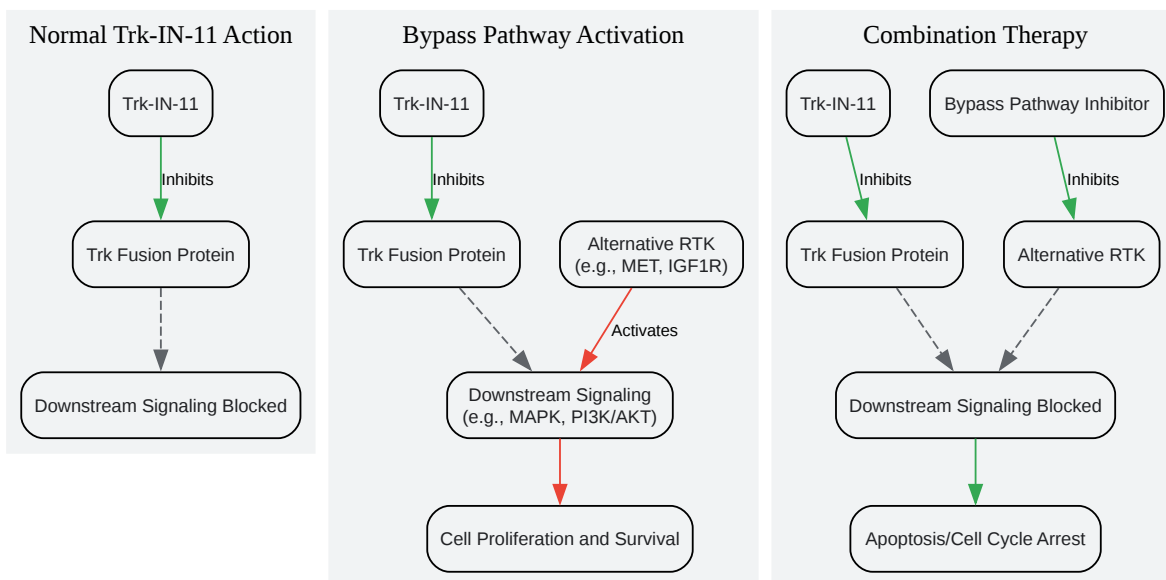 Normal Trk-IN-11 Action
Trk-IN-11
Inhibits
Trk Fusion Protein
Downstream Signaling Blocked
Bypass Pathway Activation
Trk-IN-11
Inhibits
Trk Fusion Protein
Alternative RTK
(e.g., MET, IGF1R)
Activates
Downstream Signaling
(e.g., MAPK, PI3K/AKT)
Cell Proliferation and Survival
Combination Therapy
Trk-IN-11
Bypass Pathway Inhibitor
Inhibits
Inhibits
Trk Fusion Protein
Alternative RTK
Downstream Signaling Blocked
Apoptosis/Cell Cycle Arrest